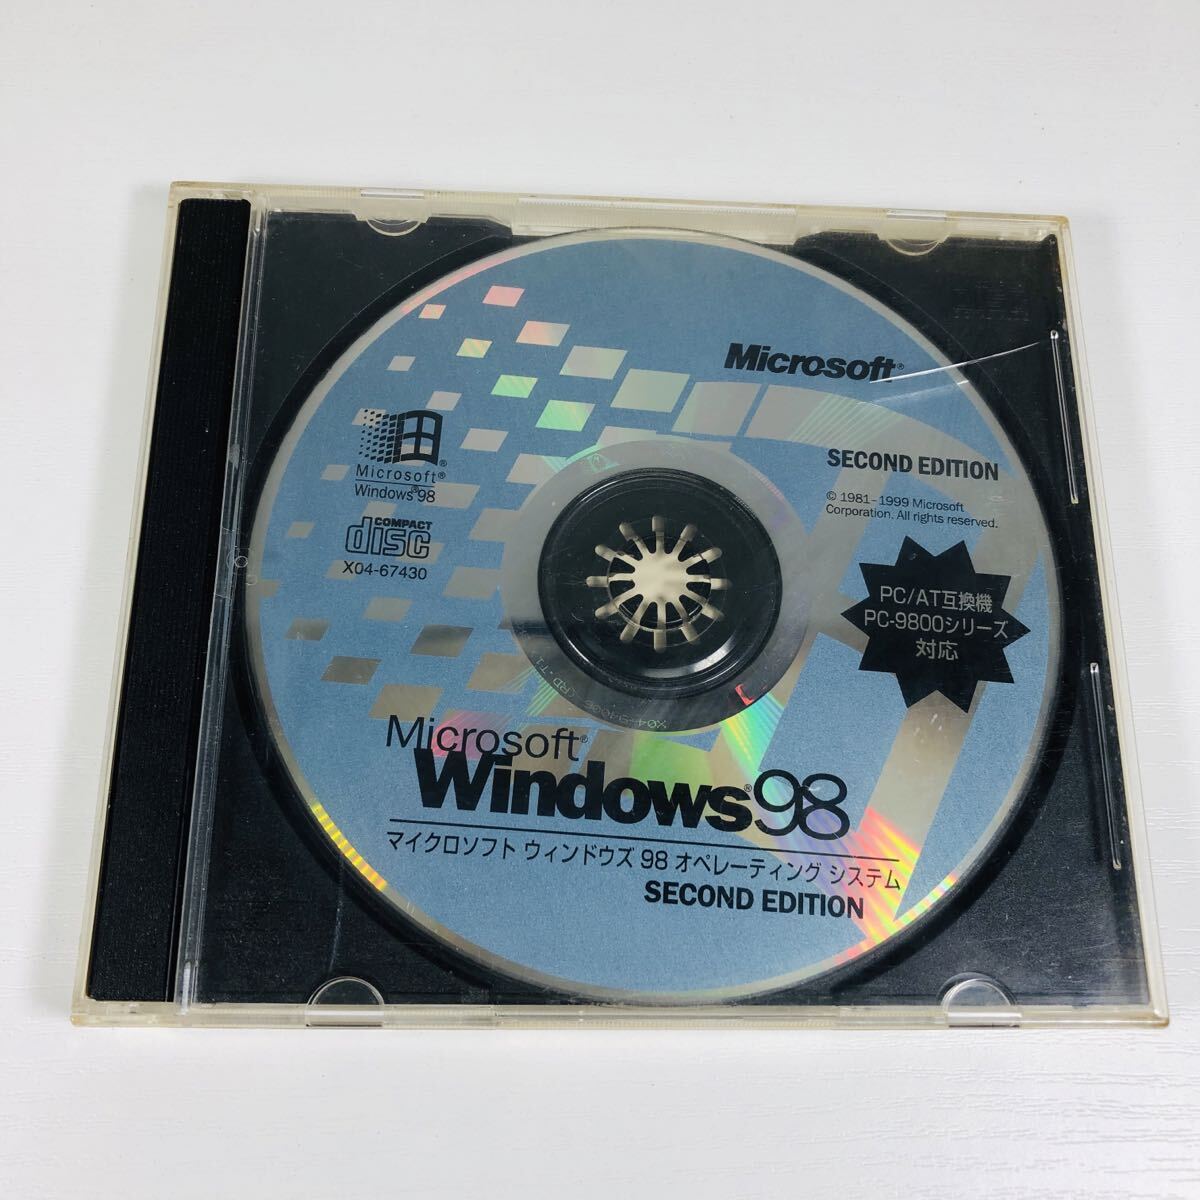 Microsoft®
SECOND EDITION
© 1981–1999 Microsoft
Corporation. All rights reserved.
Microsoft®
Windows®98
COMPACT
disc
X04-67430
PC/AT互換機
PC-9800シリーズ
対応
Microsoft®
Windows®98
マイクロソフト ウィンドウズ 98 オペレーティング システム
SECOND EDITION